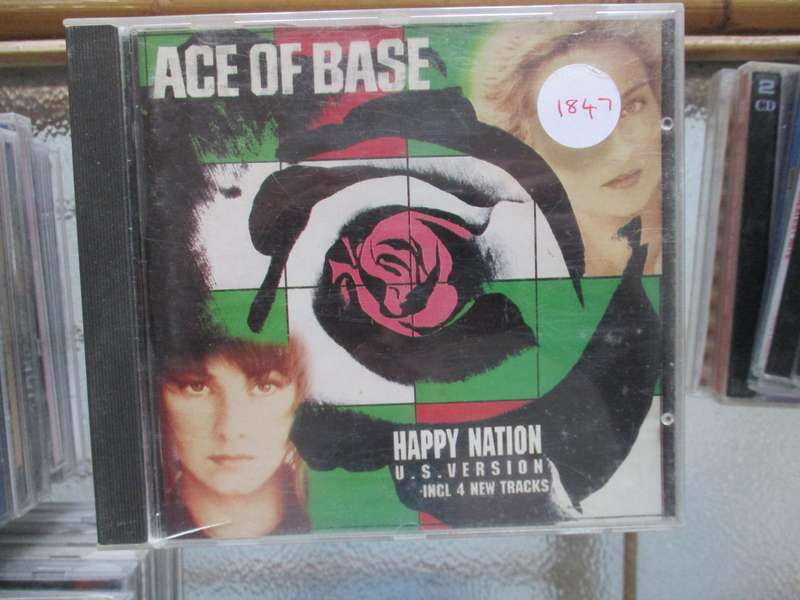 ACE OF BASE
1847
2
CD
HAPPY NATION
U.S.VERSION
INCL 4 NEW TRACKS